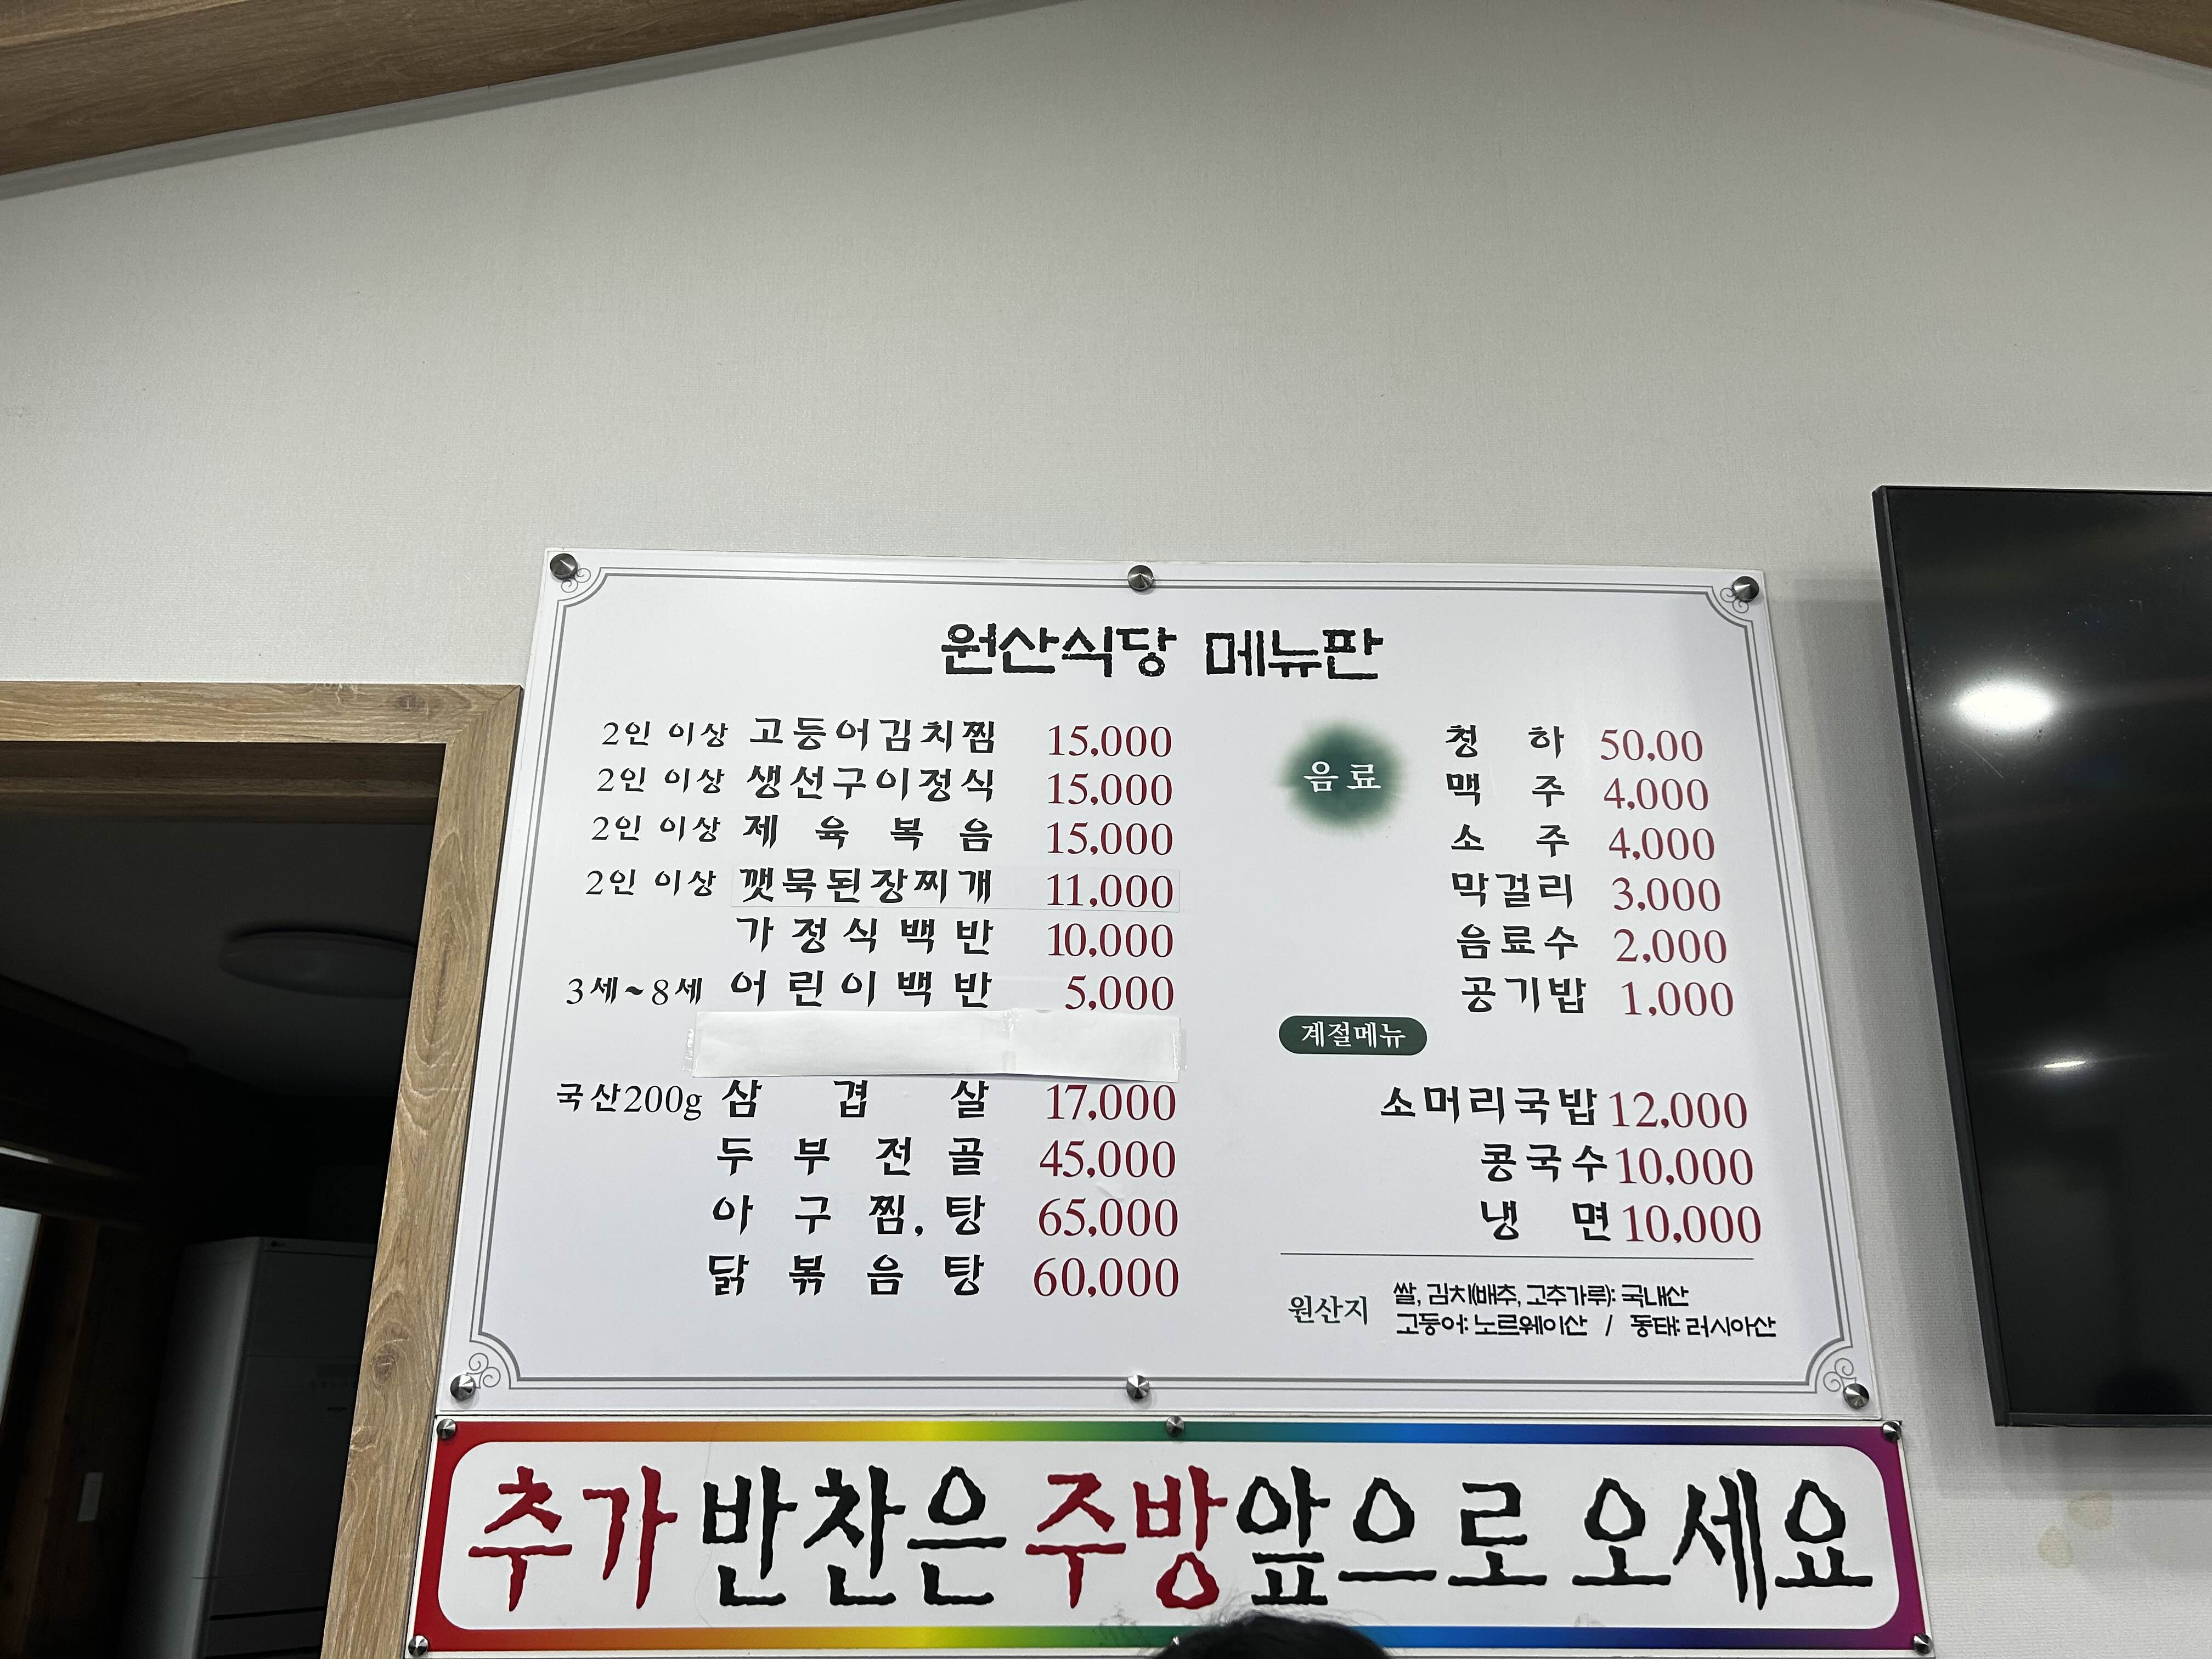 원산식당 메뉴판
2인 이상 고등어김치찜 15,000
2인 이상 생선구이정식 15,000
2인 이상 제육복음 15,000
2인 이상 깻묵된장찌개 11,000
가정식백반 10,000
3세~8세 어린이백반 5,000
국산200g 삼겹살 17,000
두부전골 45,000
아구찜,탕 65,000
닭볶음탕 60,000
음료
청하 50,00
맥주 4,000
소주 4,000
막걸리 3,000
음료수 2,000
공기밥 1,000
계절메뉴
소머리국밥 12,000
콩국수 10,000
냉면 10,000
원산지
쌀, 김치(배추, 고추가루): 국내산
고등어: 노르웨이산 / 동태: 러시아산
추가반찬은 주방앞으로 오세요